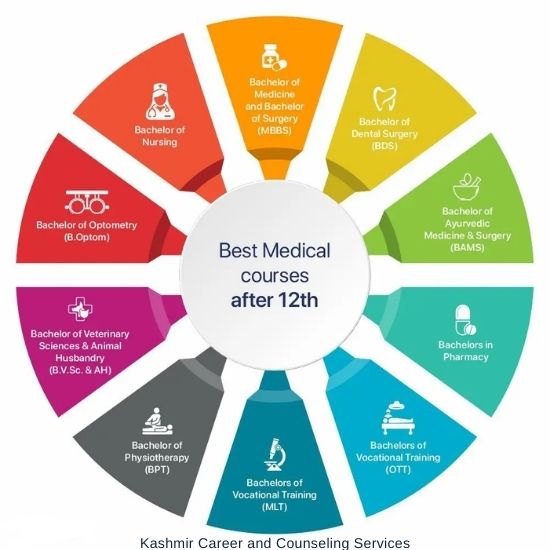 Best Medical
courses
after 12th
Bachelor of
Medicine
and Bachelor
of Surgery
(MBBS)
Bachelor of
Dental Surgery
(BDS)
Bachelor of
Ayurvedic
Medicine & Surgery
(BAMS)
Bachelors in
Pharmacy
Bachelors of
Vocational Training
(OTT)
Bachelors of
Vocational Training
(MLT)
Bachelor of
Physiotherapy
(BPT)
Bachelor of Veterinary
Sciences & Animal
Husbandry
(B.V.Sc. & AH)
Bachelor of Optometry
(B.Optom)
Bachelor of
Nursing
Kashmir Career and Counseling Services